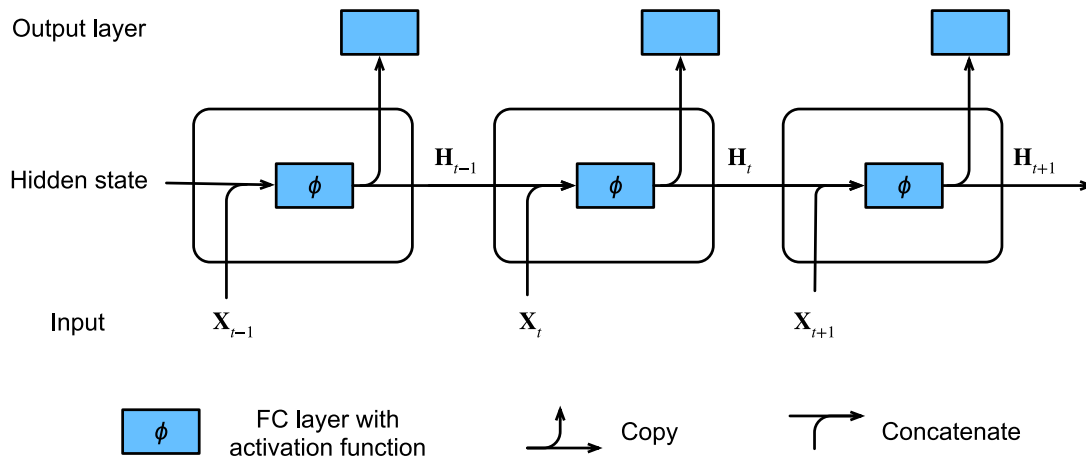 Output layer
Hidden state
ϕ
H_{t−1}
ϕ
H_t
ϕ
H_{t+1}
Input
X_{t−1}
X_t
X_{t+1}
ϕ
FC layer with
activation function
Copy
Concatenate